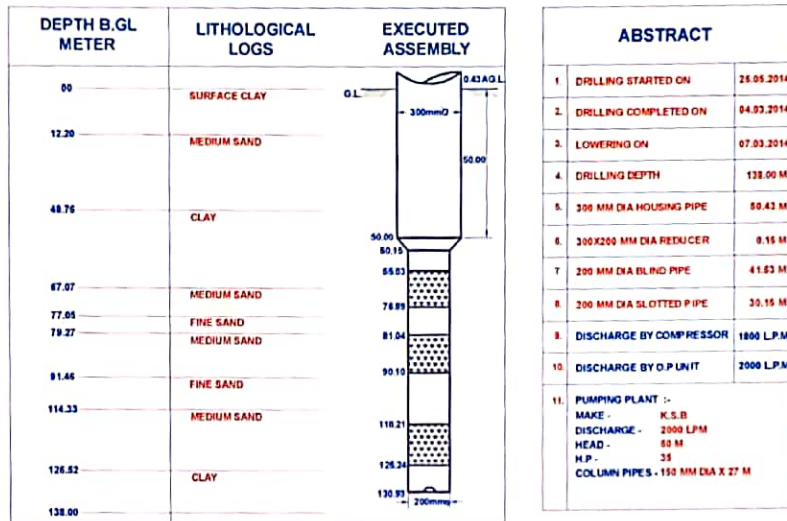 DEPTH B.GL
METER
LITHOLOGICAL
LOGS
EXECUTED
ASSEMBLY
00
SURFACE CLAY
12.20
MEDIUM SAND
48.76
CLAY
67.07
MEDIUM SAND
77.05
FINE SAND
79.27
MEDIUM SAND
91.46
FINE SAND
114.33
MEDIUM SAND
126.52
CLAY
138.00
0.43 A.G.L.
G.L.
300mm
50.00
50.00
50.15
76.89
81.04
90.10
118.21
126.24
130.93
200mm
ABSTRACT
1. DRILLING STARTED ON 04.03.2014
2. DRILLING COMPLETED ON
3. LOWERING ON 07.03.2014
4. DRILLING DEPTH 138.00 M
5. 300 MM DIA HOUSING PIPE 50.43 M
6. 300X200 MM DIA REDUCER 0.15 M
7 200 MM DIA BLIND PIPE 41.53 M
8. 200 MM DIA SLOTTED PIPE 30.15 M
9. DISCHARGE BY COMPRESSOR 1800 L.P.M
10. DISCHARGE BY O.P UNIT 2000 L.P.M
11. PUMPING PLANT :-
MAKE - K.S.B
DISCHARGE - 2000 LPM
HEAD - 50 M
H.P - 35
COLUMN PIPES - 150 MM DIA X 27 M